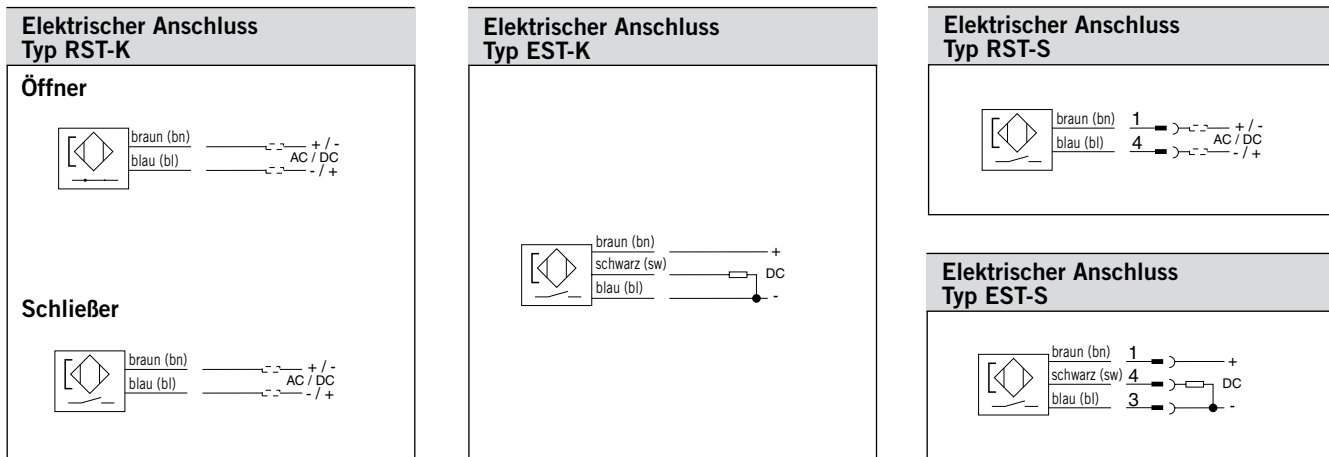 Elektrischer Anschluss
Typ RST-K
Öffner
braun (bn)
+ / -
AC / DC
blau (bl)
- / +
Schließer
braun (bn)
+ / -
AC / DC
blau (bl)
- / +
Elektrischer Anschluss
Typ EST-K
braun (bn)
+
schwarz (sw)
DC
blau (bl)
-
Elektrischer Anschluss
Typ RST-S
braun (bn) 1
+ / -
AC / DC
blau (bl) 4
- / +
Elektrischer Anschluss
Typ EST-S
braun (bn) 1
+
schwarz (sw) 4
DC
blau (bl) 3
-